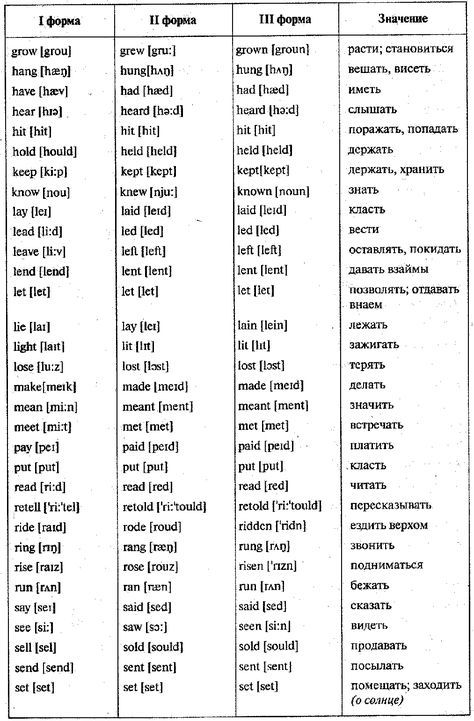 I форма II форма III форма Значение
grow [grou] grew [gru:] grown [groun] расти; становиться
hang [hæŋ] hung[hʌŋ] hung [hʌŋ] вешать, висеть
have [hæv] had [hæd] had [hæd] иметь
hear [hɪə] heard [hə:d] heard [hə:d] слышать
hit [hit] hit [hit] hit [hit] поражать, попадать
hold [hould] held [held] held [held] держать
keep [ki:p] kept [kept] kept[kept] держать, хранить
know [nou] knew [nju:] known [noun] знать
lay [leɪ] laid [leɪd] laid [leɪd] класть
lead [li:d] led [led] led [led] вести
leave [li:v] left [left] left [left] оставлять, покидать
lend [lend] lent [lent] lent [lent] давать взаймы
let [let] let [let] let [let] позволять; отдавать
внаем
lie [laɪ] lay [leɪ] lain [lein] лежать
light [laɪt] lit [lɪt] lit [lɪt] зажигать
lose [lu:z] lost [lɔst] lost [lɔst] терять
make[meɪk] made [meɪd] made [meɪd] делать
mean [mi:n] meant [ment] meant [ment] значить
meet [mi:t] met [met] met [met] встречать
pay [peɪ] paid [peɪd] paid [peɪd] платить
put [put] put [put] put [put] класть
read [ri:d] read [red] read [red] читать
retell ['ri:'tel] retold ['ri:'tould] retold ['ri:'tould] пересказывать
ride [raɪd] rode [roud] ridden ['ridn] ездить верхом
ring [rɪŋ] rang [ræŋ] rung [rʌŋ] звонить
rise [raɪz] rose [rouz] risen ['rɪzn] подниматься
run [rʌn] ran [ræn] run [rʌn] бежать
say [seɪ] said [sed] said [sed] сказать
see [si:] saw [sɔ:] seen [si:n] видеть
sell [sel] sold [sould] sold [sould] продавать
send [send] sent [sent] sent [sent] посылать
set [set] set [set] set [set] помещать; заходить
(о солнце)